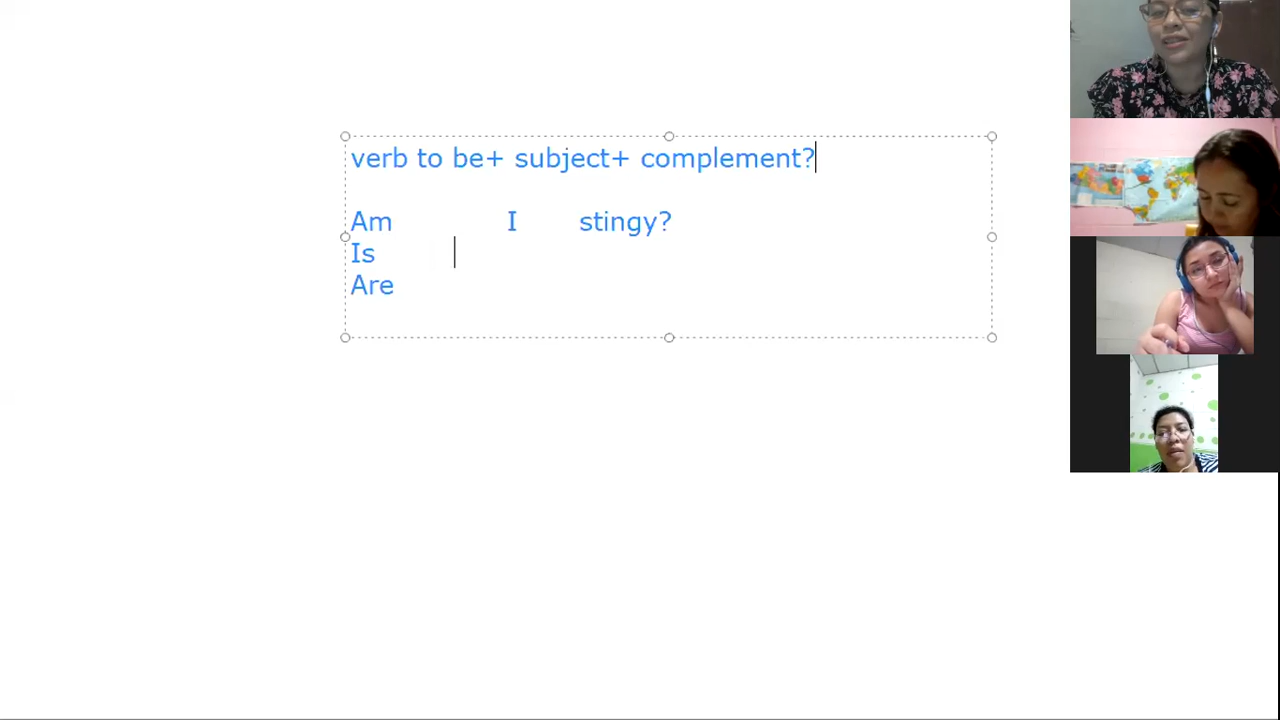 verb to be+ subject+ complement?
Am I stingy?
Is
Are